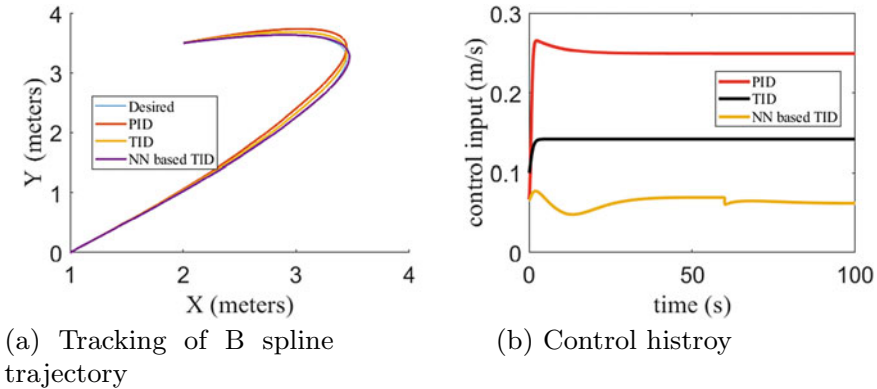 4
3
2
1
0
Y (meters)
Desired
PID
TID
NN based TID
1
2
3
4
X (meters)
(a) Tracking of B spline
trajectory
0.3
0.2
0.1
0
control input (m/s)
PID
TID
NN based TID
0
50
100
time (s)
(b) Control histroy